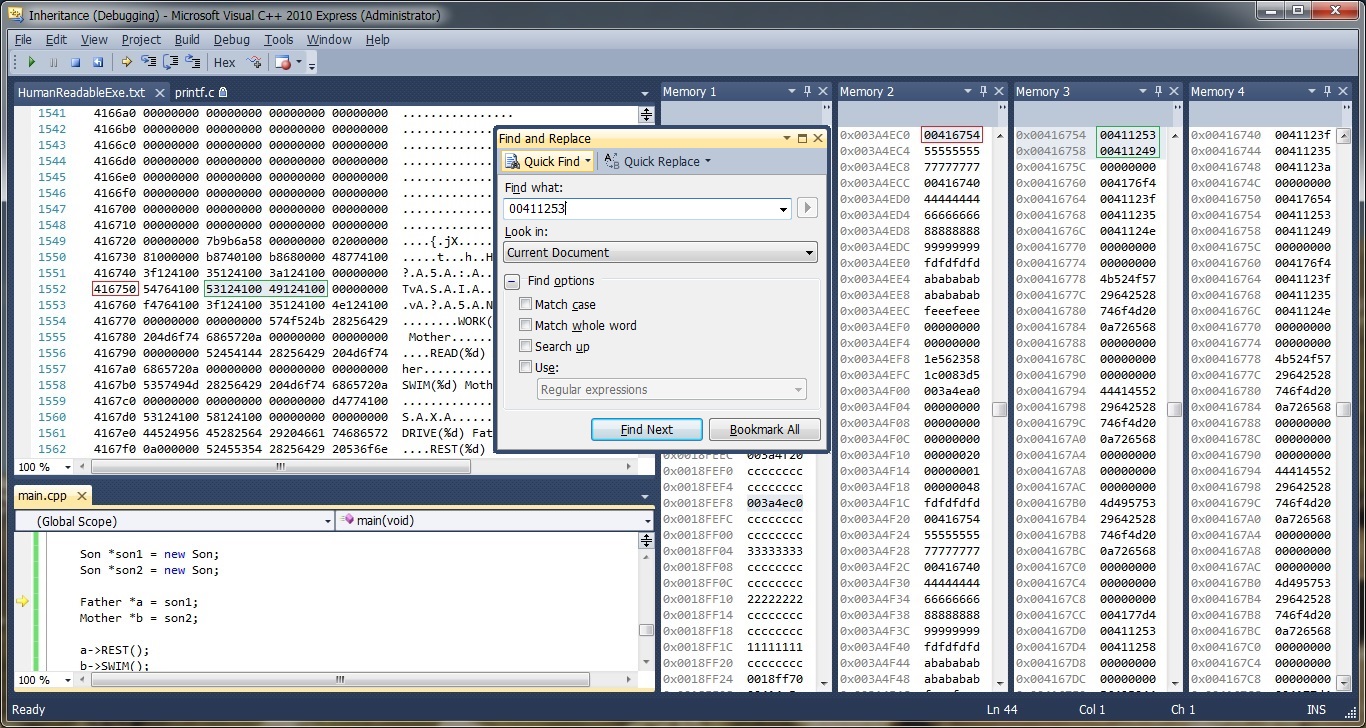 Inheritance (Debugging) - Microsoft Visual C++ 2010 Express (Administrator)
File Edit View Project Build Debug Tools Window Help
Hex
HumanReadableExe.txt printf.c
1541 4166a0 00000000 00000000 00000000 00000000 ................
1542 4166b0 00000000 00000000 00000000 00000000
1543 4166c0 00000000 00000000 00000000 00000000
1544 4166d0 00000000 00000000 00000000 00000000
1545 4166e0 00000000 00000000 00000000 00000000
1546 4166f0 00000000 00000000 00000000 00000000
1547 416700 00000000 00000000 00000000 00000000
1548 416710 00000000 00000000 00000000 00000000
1549 416720 00000000 7b9b6a58 00000000 02000000 ....{.jX....
1550 416730 81000000 b8740100 b8680000 48774100 .....t...h..H
1551 416740 3f124100 35124100 3a124100 00000000 ?.A.5.A.:.A.
1552 416750 54764100 53124100 49124100 00000000 TvA.S.A.I.A.
1553 416760 f4764100 3f124100 35124100 4e124100 .vA.?.A.5.A.N
1554 416770 00000000 00000000 574f524b 28256429 ........WORK(
1555 416780 204d6f74 6865720a 00000000 00000000 Mother......
1556 416790 00000000 52454144 28256429 204d6f74 ....READ(%d)
1557 4167a0 6865720a 00000000 00000000 00000000 her.........
1558 4167b0 5357494d 28256429 204d6f74 6865720a SWIM(%d) Moth
1559 4167c0 00000000 00000000 00000000 d4774100
1560 4167d0 53124100 58124100 00000000 00000000 S.A.X.A.....
1561 4167e0 44524956 45282564 29204661 74686572 DRIVE(%d) Fat
1562 4167f0 0a000000 52455354 28256429 20536f6e ....REST(%d)
100 %
Find and Replace
Quick Find Quick Replace
Find what:
00411253
Look in:
Current Document
Find options
Match case
Match whole word
Search up
Use:
Regular expressions
Find Next Bookmark All
main.cpp
(Global Scope) main(void)
Son *son1 = new Son;
Son *son2 = new Son;
Father *a = son1;
Mother *b = son2;
a->REST();
b->SWIM();
100 %
Memory 1
0x0018FEEC 003a4f20
0x0018FEF0 cccccccc
0x0018FEF4 cccccccc
0x0018FEF8 003a4ec0
0x0018FEFC cccccccc
0x0018FF00 cccccccc
0x0018FF04 33333333
0x0018FF08 cccccccc
0x0018FF0C cccccccc
0x0018FF10 22222222
0x0018FF14 cccccccc
0x0018FF18 cccccccc
0x0018FF1C 11111111
0x0018FF20 cccccccc
0x0018FF24 0018ff70
Memory 2
0x003A4EC0 00416754
0x003A4EC4 55555555
0x003A4EC8 77777777
0x003A4ECC 00416740
0x003A4ED0 44444444
0x003A4ED4 66666666
0x003A4ED8 88888888
0x003A4EDC 99999999
0x003A4EE0 fdfdfdfd
0x003A4EE4 abababab
0x003A4EE8 abababab
0x003A4EEC feeefeee
0x003A4EF0 00000000
0x003A4EF4 00000000
0x003A4EF8 1e562358
0x003A4EFC 1c0083d5
0x003A4F00 003a4ea0
0x003A4F04 00000000
0x003A4F08 00000000
0x003A4F0C 00000000
0x003A4F10 00000020
0x003A4F14 00000001
0x003A4F18 00000048
0x003A4F1C fdfdfdfd
0x003A4F20 00416754
0x003A4F24 55555555
0x003A4F28 77777777
0x003A4F2C 00416740
0x003A4F30 44444444
0x003A4F34 66666666
0x003A4F38 88888888
0x003A4F3C 99999999
0x003A4F40 fdfdfdfd
0x003A4F44 abababab
0x003A4F48 abababab
Memory 3
0x00416754 00411253
0x00416758 00411249
0x0041675C 00000000
0x00416760 004176f4
0x00416764 0041123f
0x00416768 00411235
0x0041676C 0041124e
0x00416770 00000000
0x00416774 00000000
0x00416778 4b524f57
0x0041677C 29642528
0x00416780 746f4d20
0x00416784 0a726568
0x00416788 00000000
0x0041678C 00000000
0x00416790 00000000
0x00416794 44414552
0x00416798 29642528
0x0041679C 746f4d20
0x004167A0 0a726568
0x004167A4 00000000
0x004167A8 00000000
0x004167AC 00000000
0x004167B0 4d495753
0x004167B4 29642528
0x004167B8 746f4d20
0x004167BC 0a726568
0x004167C4 00000000
0x004167C8 00000000
0x004167CC 004177d4
0x004167D0 00411253
0x004167D4 00411258
0x004167D8 00000000
Memory 4
0x00416740 0041123f
0x00416744 00411235
0x00416748 0041123a
0x0041674C 00000000
0x00416750 00417654
0x00416754 00411253
0x00416758 00411249
0x0041675C 00000000
0x00416760 004176f4
0x00416764 0041123f
0x00416768 00411235
0x0041676C 0041124e
0x00416770 00000000
0x00416774 00000000
0x00416778 4b524f57
0x0041677C 29642528
0x00416780 746f4d20
0x00416784 0a726568
0x00416788 00000000
0x0041678C 00000000
0x00416790 00000000
0x00416794 44414552
0x00416798 29642528
0x0041679C 746f4d20
0x004167A0 0a726568
0x004167A8 00000000
0x004167AC 00000000
0x004167B0 4d495753
0x004167B4 29642528
0x004167B8 746f4d20
0x004167BC 0a726568
0x004167C4 00000000
0x004167C8 00000000
Ready Ln 44 Col 1 Ch 1 INS